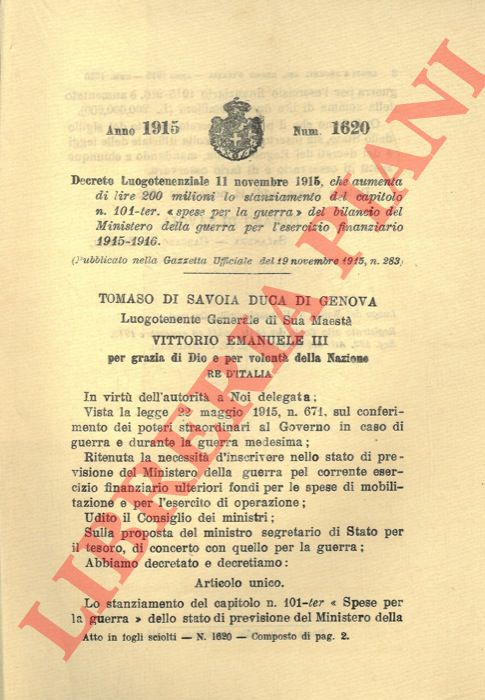 Anno 1915 Num. 1620
Decreto Luogotenenziale 11 novembre 1915, che aumenta
di lire 200 milioni lo stanziamento del capitolo
n. 101-ter. « spese per la guerra » del bilancio del
Ministero della guerra per l'esercizio finanziario
1915-1916.
(Pubblicato nella Gazzetta Ufficiale del 19 novembre 1915, n. 283)
TOMASO DI SAVOIA DUCA DI GENOVA
Luogotenente Generale di Sua Maestà
VITTORIO EMANUELE III
per grazia di Dio e per volontà della Nazione
RE D'ITALIA
In virtù dell'autorità a Noi delegata ;
Vista la legge 22 maggio 1915, n. 671, sul conferi-
mento dei poteri straordinari al Governo in caso di
guerra e durante la guerra medesima ;
Ritenuta la necessità d'inscrivere nello stato di pre-
visione del Ministero della guerra pel corrente eser-
cizio finanziario ulteriori fondi per le spese di mobili-
tazione e per l'esercito di operazione ;
Udito il Consiglio dei ministri ;
Sulla proposta del ministro segretario di Stato per
il tesoro, di concerto con quello per la guerra ;
Abbiamo decretato e decretiamo :
Articolo unico.
Lo stanziamento del capitolo n. 101-ter « Spese per
la guerra » dello stato di previsione del Ministero della
Atto in fogli sciolti — N. 1620 — Composto di pag. 2.
LIBRERIA PIANI